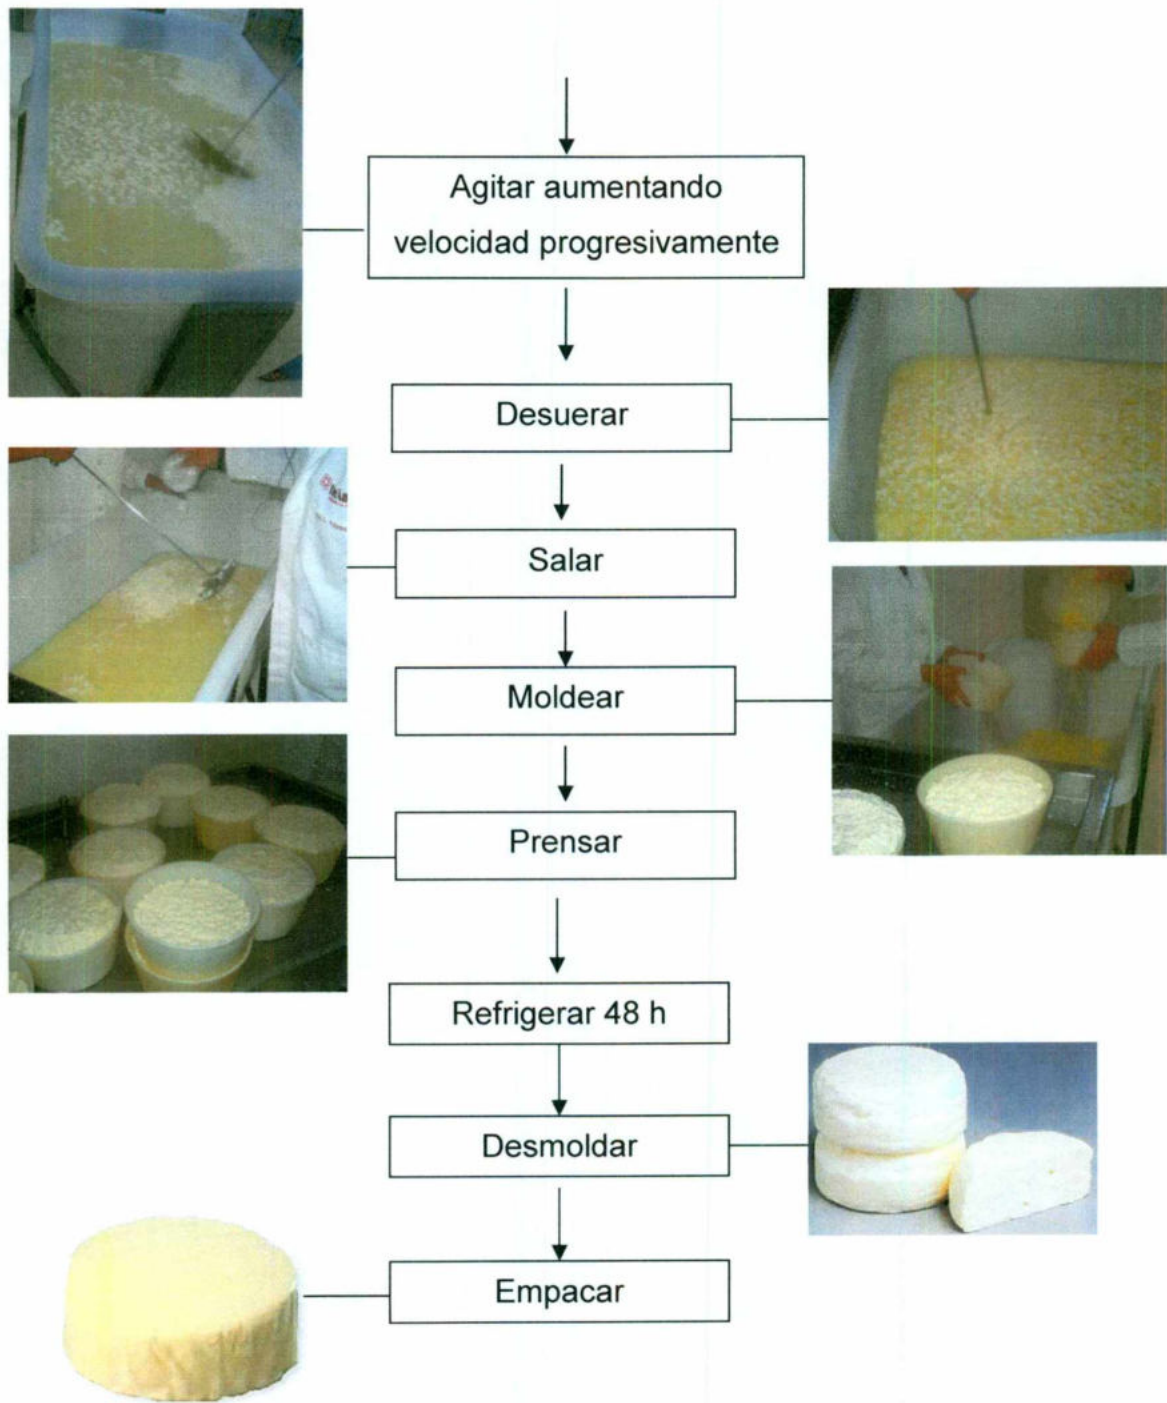 Agitar aumentando
velocidad progresivamente
Desuerar
Salar
Moldear
Prensar
Refrigerar 48 h
Desmoldar
Empacar